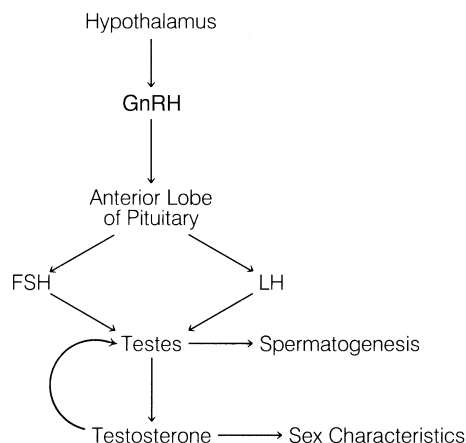 Hypothalamus
GnRH
Anterior Lobe
of Pituitary
FSH
LH
Testes
Spermatogenesis
Testosterone
Sex Characteristics